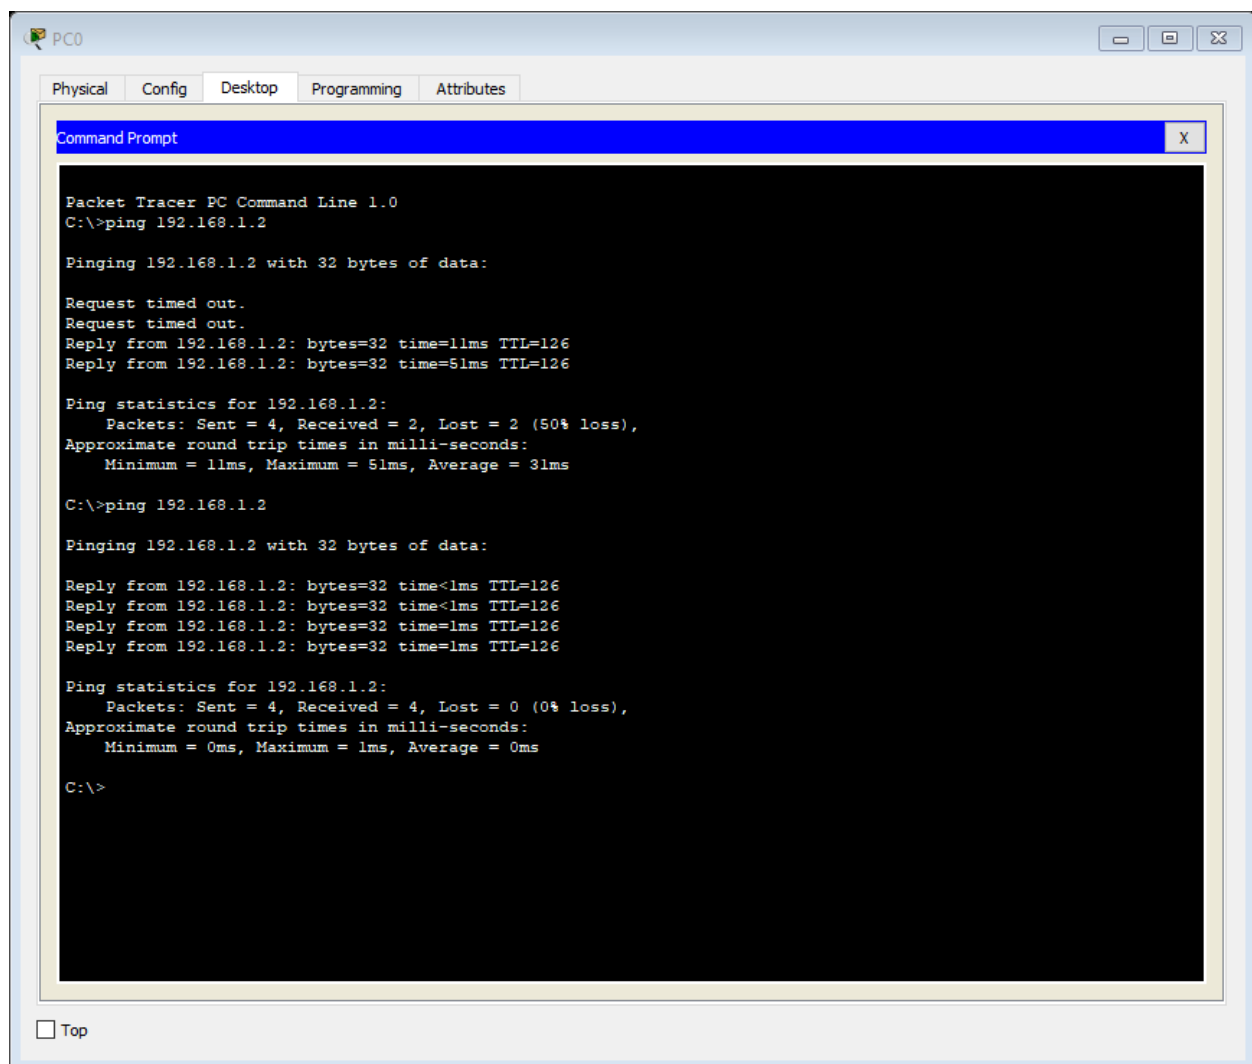 PC0
Physical Config Desktop Programming Attributes
Command Prompt X
Packet Tracer PC Command Line 1.0
C:\>ping 192.168.1.2
Pinging 192.168.1.2 with 32 bytes of data:
Request timed out.
Request timed out.
Reply from 192.168.1.2: bytes=32 time=11ms TTL=126
Reply from 192.168.1.2: bytes=32 time=51ms TTL=126
Ping statistics for 192.168.1.2:
Packets: Sent = 4, Received = 2, Lost = 2 (50% loss),
Approximate round trip times in milli-seconds:
Minimum = 11ms, Maximum = 51ms, Average = 31ms
C:\>ping 192.168.1.2
Pinging 192.168.1.2 with 32 bytes of data:
Reply from 192.168.1.2: bytes=32 time<1ms TTL=126
Reply from 192.168.1.2: bytes=32 time<1ms TTL=126
Reply from 192.168.1.2: bytes=32 time=1ms TTL=126
Reply from 192.168.1.2: bytes=32 time=1ms TTL=126
Ping statistics for 192.168.1.2:
Packets: Sent = 4, Received = 4, Lost = 0 (0% loss),
Approximate round trip times in milli-seconds:
Minimum = 0ms, Maximum = 1ms, Average = 0ms
C:\>
Top